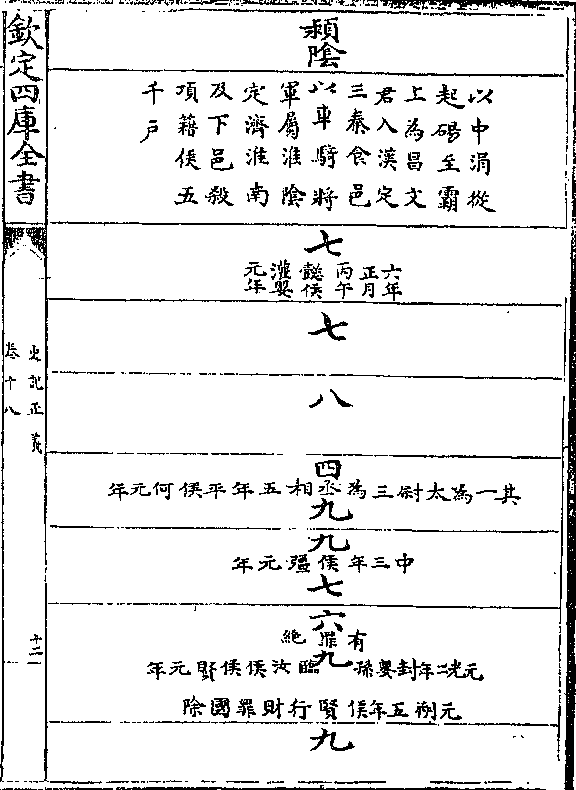 潁陰
以中涓從
起碭至霸
上為昌文
君入漢定
三秦食邑
以車騎將
軍屬淮陰
定濟淮南
及下邑殺
項籍侯五
千戶
七
六年正月丙午懿侯灌嬰元年
七
八
四
其一為太尉三為丞相五年平侯何元年
九
九
中三年侯彊元年
七
六
有罪絕
九
元光二年封嬰孫臨汝侯侯賢元年
元朔五年侯賢行財罪國除
九
欽定四庫全書
史記正義
卷十八
十二